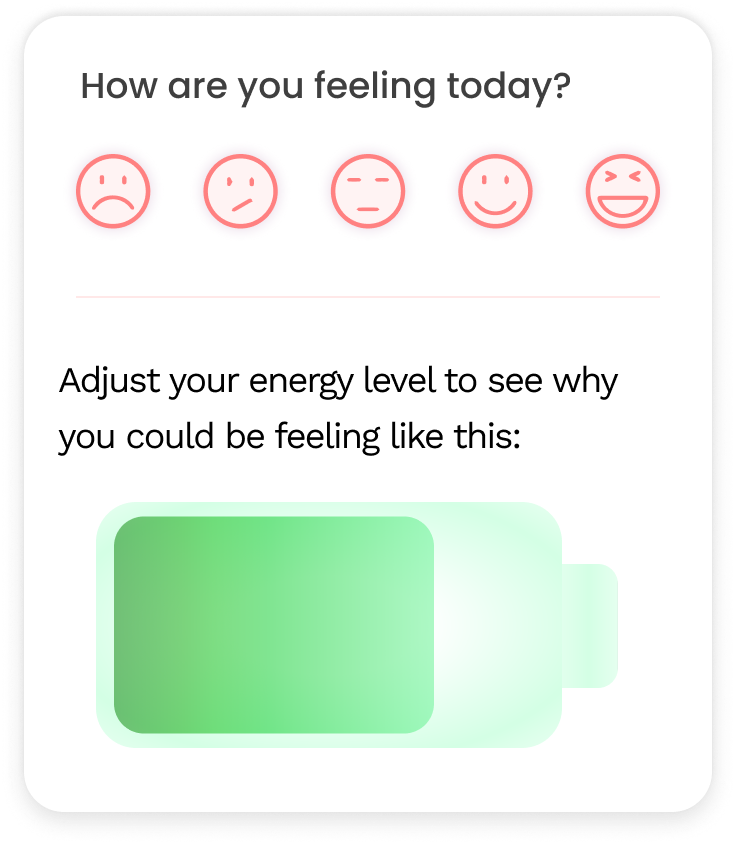 How are you feeling today?
Adjust your energy level to see why
you could be feeling like this: